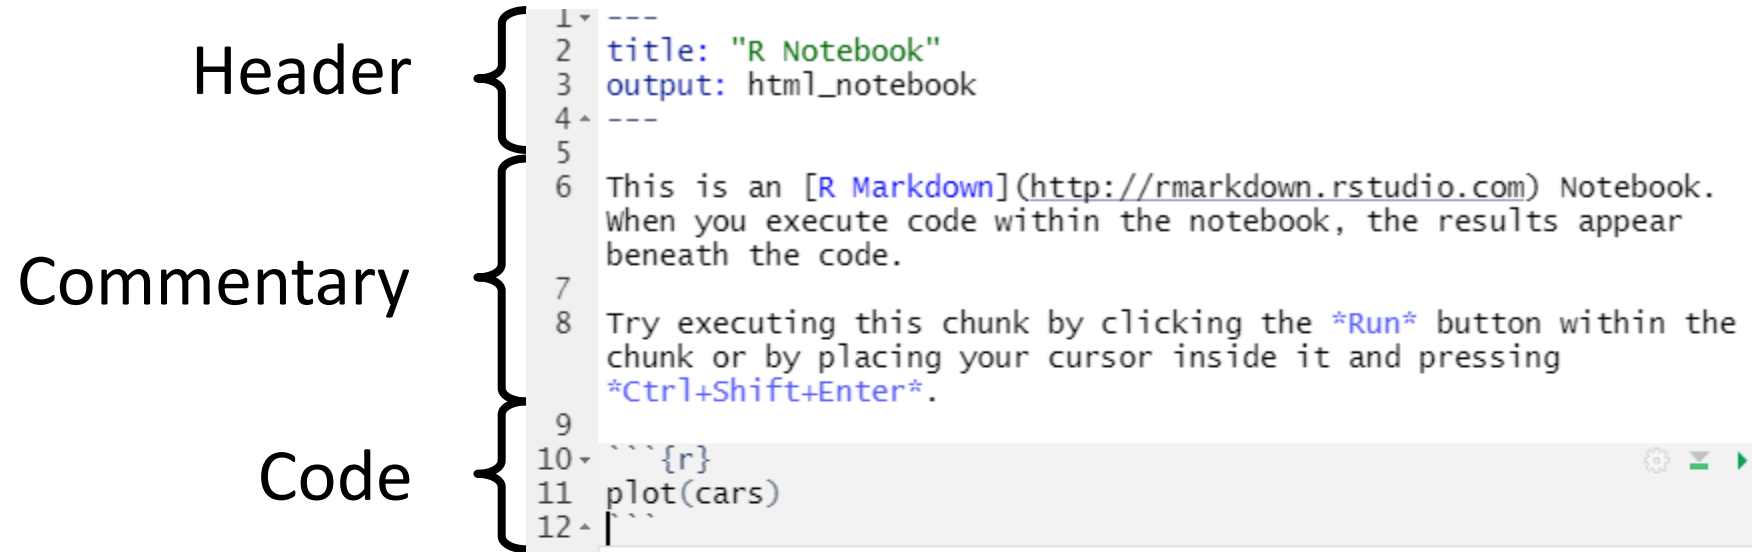 Header
Commentary
Code
1 ---
2 title: "R Notebook"
3 output: html_notebook
4 ---
5
6 This is an [R Markdown](http://rmarkdown.rstudio.com) Notebook.
When you execute code within the notebook, the results appear
beneath the code.
7
8 Try executing this chunk by clicking the *Run* button within the
chunk or by placing your cursor inside it and pressing
*Ctrl+Shift+Enter*.
9
10 ```{r}
11 plot(cars)
12 ```